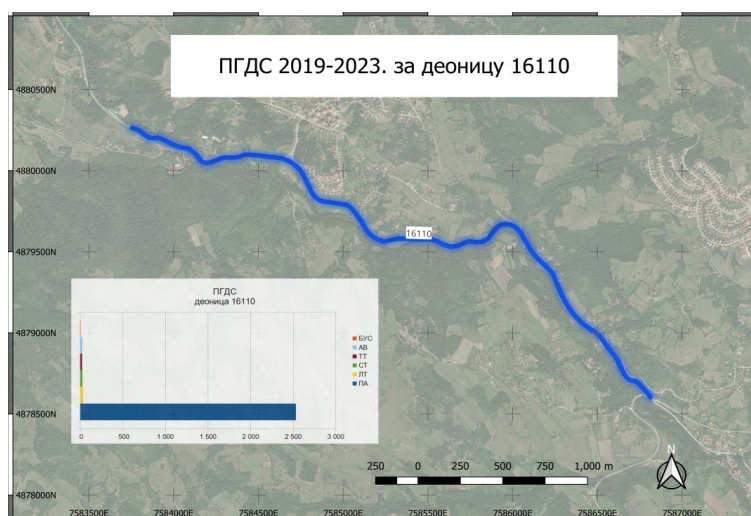 ПГДС 2019-2023. за деоницу 16110
4880500N
4880000N
4879500N
4879000N
4878500N
4878000N
16110
ПГДС
деоница 16110
БУС
АВ
ТТ
СТ
ЛТ
ПА
0 500 1 000 1 500 2 000 2 500 3 000
250 0 250 500 750 1,000 m
N
7583500E 7584000E 7584500E 7585000E 7585500E 7586000E 7586500E 7587000E